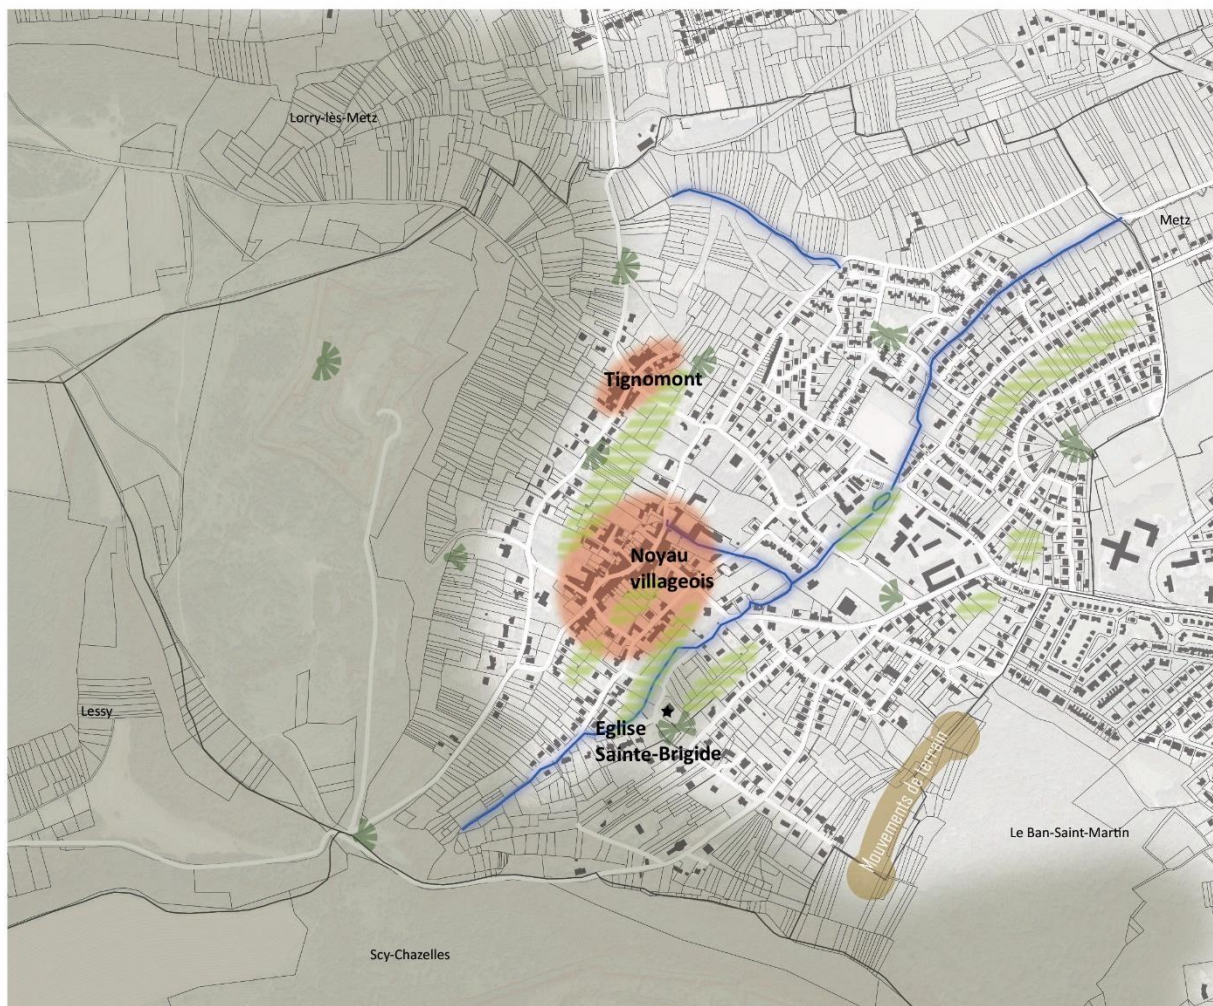 Lorry-lès-Metz
Metz
Tignomont
Noyau
villageois
Lessy
Eglise
Sainte-Brigide
Mouvements de terrain
Le Ban-Saint-Martin
Scy-Chazelles